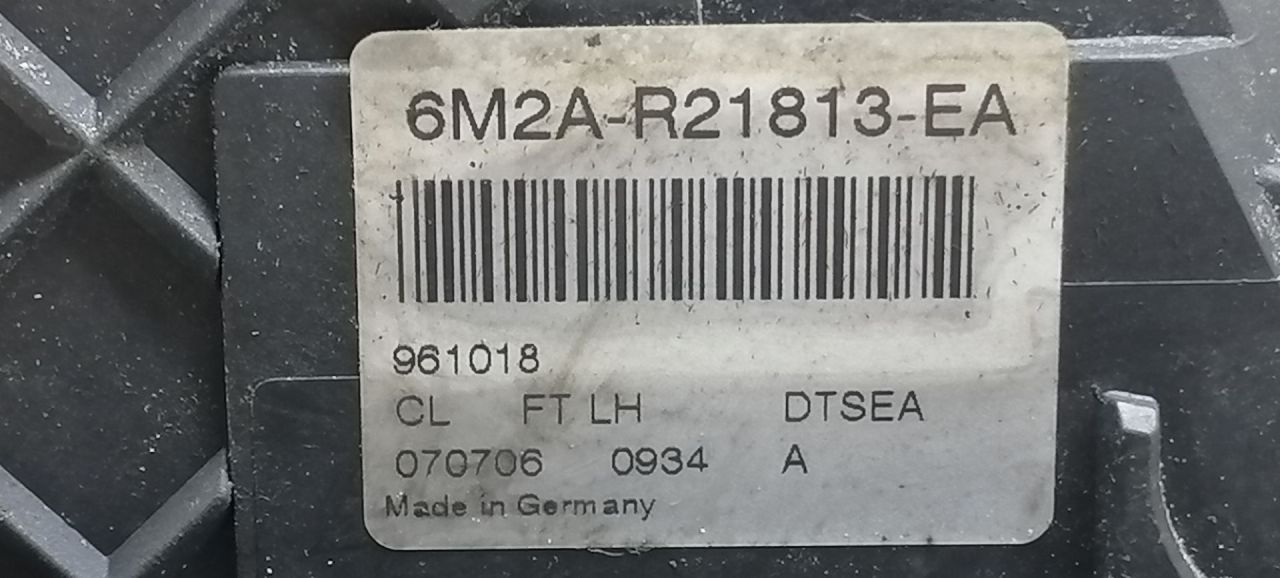 6M2A-R21813-EA
961018
CL FT LH DTSEA
070706 0934 A
Made in Germany